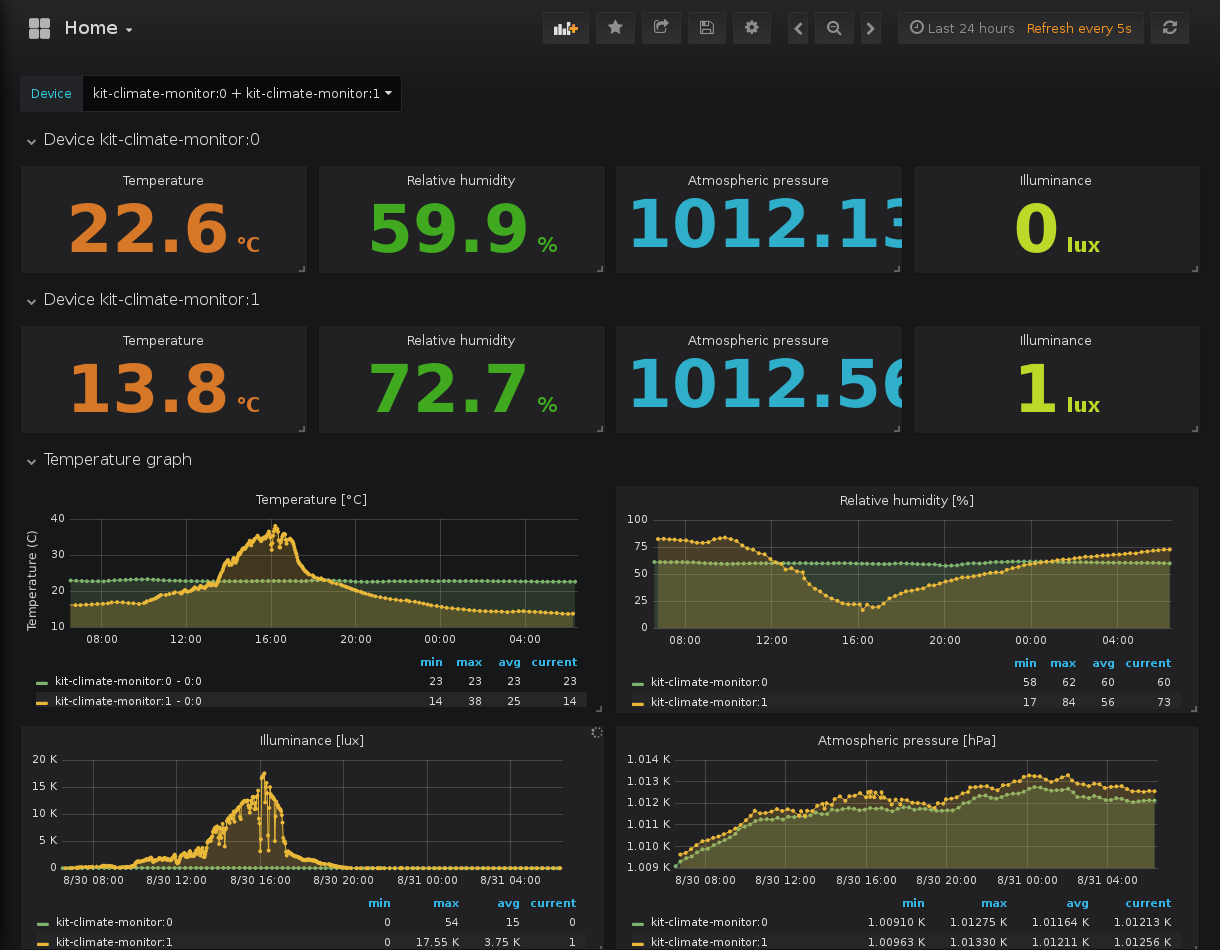 Home
Last 24 hours Refresh every 5s
Device kit-climate-monitor:0 + kit-climate-monitor:1
Device kit-climate-monitor:0
Temperature Relative humidity Atmospheric pressure Illuminance
22.6 °C 59.9 % 1012.13 0 lux
Device kit-climate-monitor:1
Temperature Relative humidity Atmospheric pressure Illuminance
13.8 °C 72.7 % 1012.56 1 lux
Temperature graph
Temperature [°C]
Temperature (C)
40
30
20
10
08:00 12:00 16:00 20:00 00:00 04:00
min max avg current
kit-climate-monitor:0 - 0:0 23 23 23 23
kit-climate-monitor:1 - 0:0 14 38 25 14
Relative humidity [%]
100
75
50
25
0
08:00 12:00 16:00 20:00 00:00 04:00
min max avg current
kit-climate-monitor:0 58 62 60 60
kit-climate-monitor:1 17 84 56 73
Illuminance [lux]
20 K
15 K
10 K
5 K
0
8/30 08:00 8/30 12:00 8/30 16:00 8/30 20:00 8/31 00:00 8/31 04:00
min max avg current
kit-climate-monitor:0 0 54 15 0
kit-climate-monitor:1 0 17.55 K 3.75 K 1
Atmospheric pressure [hPa]
1.014 K
1.013 K
1.012 K
1.011 K
1.010 K
1.009 K
8/30 08:00 8/30 12:00 8/30 16:00 8/30 20:00 8/31 00:00 8/31 04:00
min max avg current
kit-climate-monitor:0 1.00910 K 1.01275 K 1.01164 K 1.01213 K
kit-climate-monitor:1 1.00963 K 1.01330 K 1.01211 K 1.01256 K